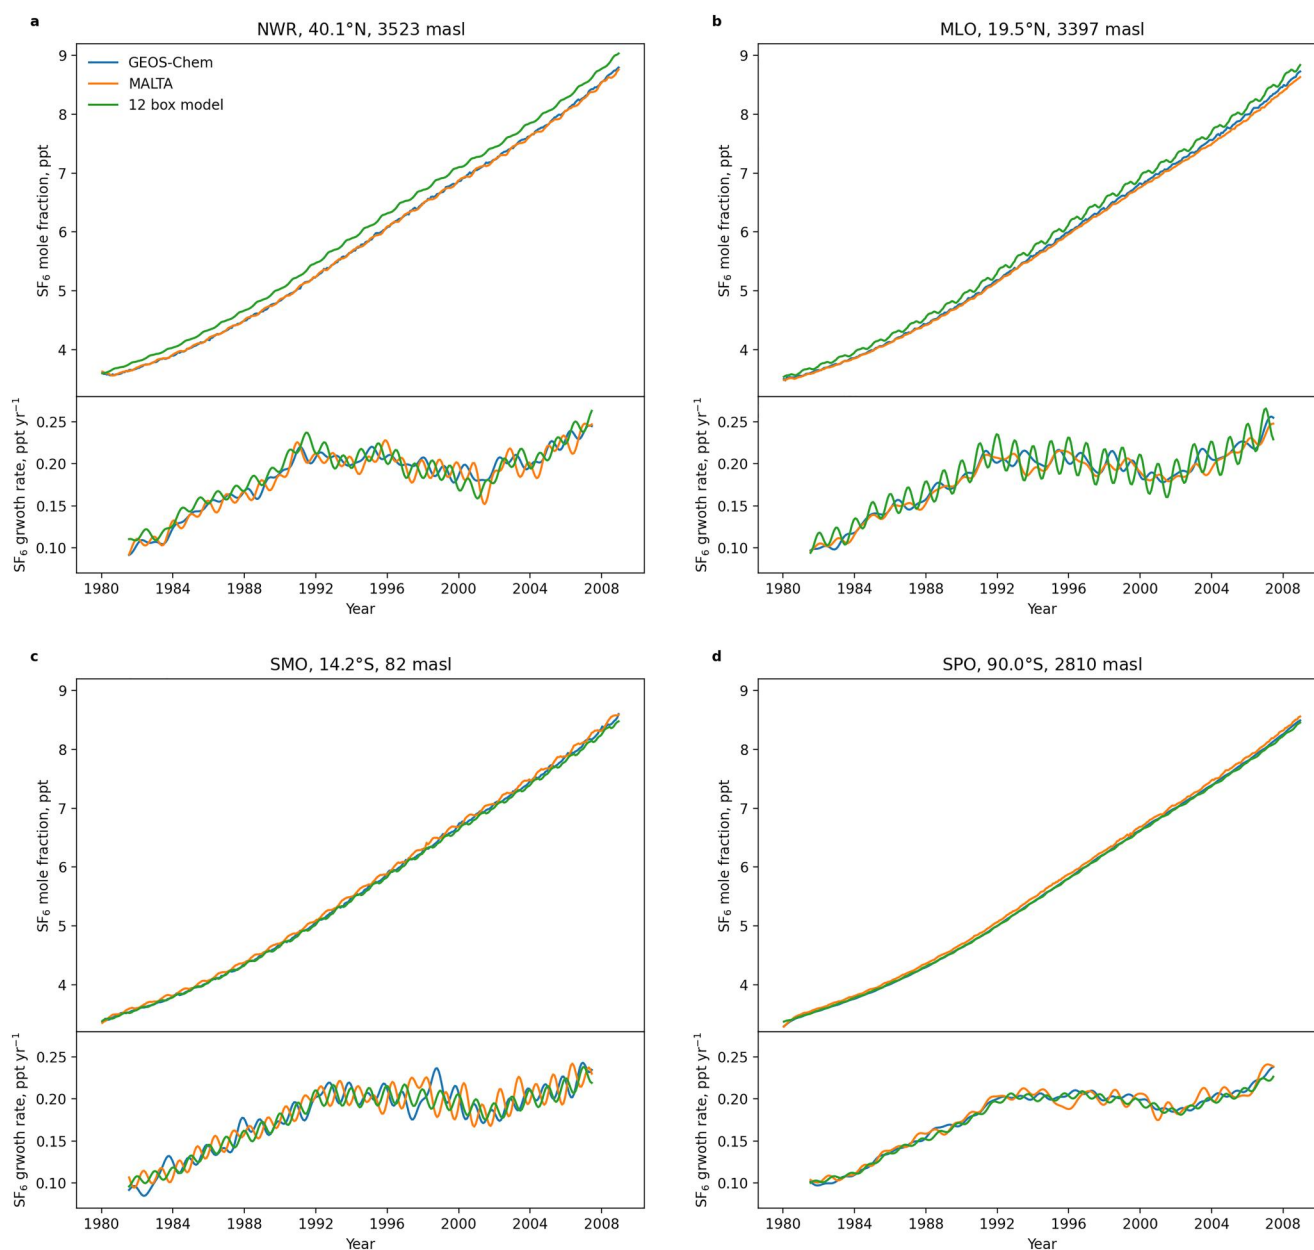 a
NWR, 40.1°N, 3523 masl
GEOS-Chem
MALTA
12 box model
9
8
7
6
5
4
SF₆ mole fraction, ppt
0.25
0.20
0.15
0.10
SF₆ grwoth rate, ppt yr⁻¹
1980 1984 1988 1992 1996 2000 2004 2008
Year
b
MLO, 19.5°N, 3397 masl
9
8
7
6
5
4
SF₆ mole fraction, ppt
0.25
0.20
0.15
0.10
SF₆ grwoth rate, ppt yr⁻¹
1980 1984 1988 1992 1996 2000 2004 2008
Year
c
SMO, 14.2°S, 82 masl
9
8
7
6
5
4
SF₆ mole fraction, ppt
0.25
0.20
0.15
0.10
SF₆ grwoth rate, ppt yr⁻¹
1980 1984 1988 1992 1996 2000 2004 2008
Year
d
SPO, 90.0°S, 2810 masl
9
8
7
6
5
4
SF₆ mole fraction, ppt
0.25
0.20
0.15
0.10
SF₆ grwoth rate, ppt yr⁻¹
1980 1984 1988 1992 1996 2000 2004 2008
Year